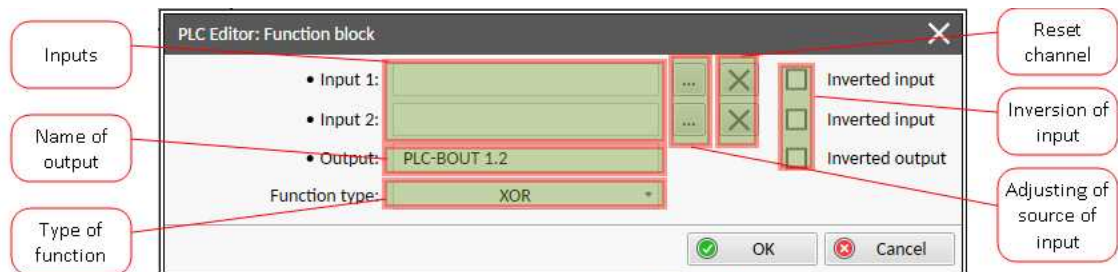 PLC Editor: Function block
Inputs
• Input 1:
...
Inverted input
Reset
channel
• Input 2:
...
Inverted input
Inversion of
input
Name of
output
• Output:
PLC-BOUT 1.2
Inverted output
Function type:
XOR
Adjusting of
source of
input
Type of
function
OK
Cancel